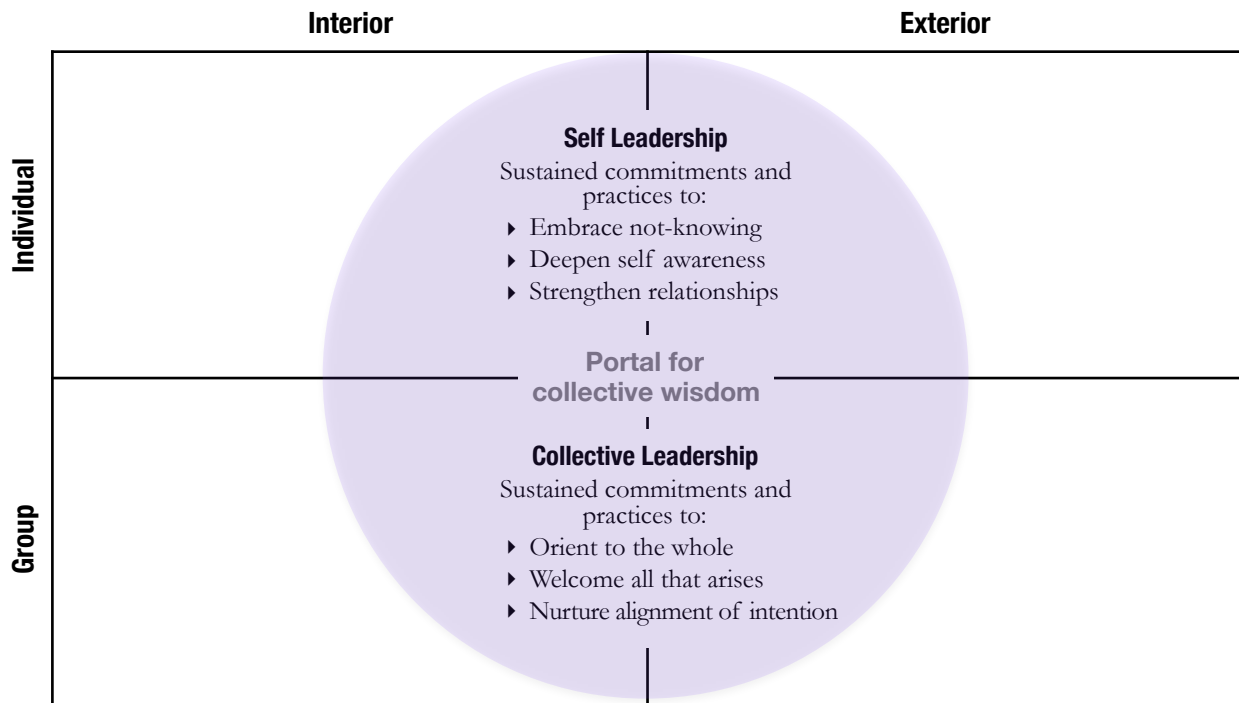 Interior
Exterior
Individual
Self Leadership
Sustained commitments and
practices to:
▸ Embrace not-knowing
▸ Deepen self awareness
▸ Strengthen relationships
Portal for
collective wisdom
Group
Collective Leadership
Sustained commitments and
practices to:
▸ Orient to the whole
▸ Welcome all that arises
▸ Nurture alignment of intention